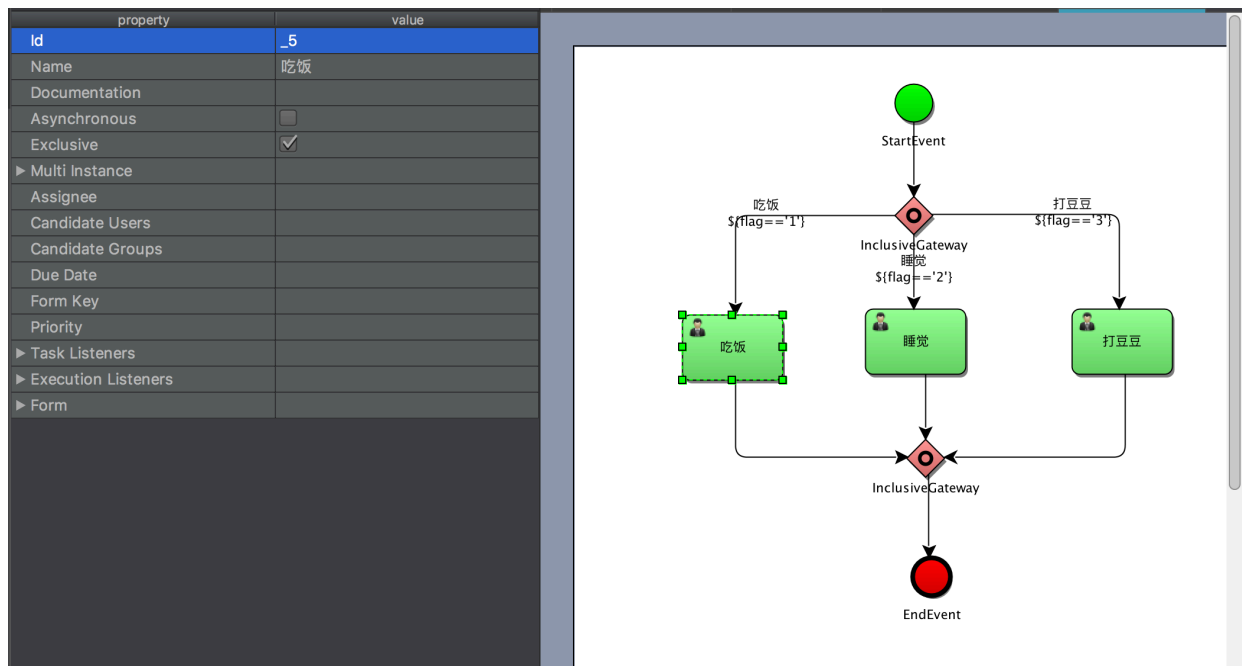 property value
Id _5
Name 吃饭
Documentation
Asynchronous
Exclusive
Multi Instance
Assignee
Candidate Users
Candidate Groups
Due Date
Form Key
Priority
Task Listeners
Execution Listeners
Form
StartEvent
吃饭
${flag=='1'}
打豆豆
${flag=='3'}
InclusiveGateway
睡觉
${flag=='2'}
吃饭
睡觉
打豆豆
InclusiveGateway
EndEvent